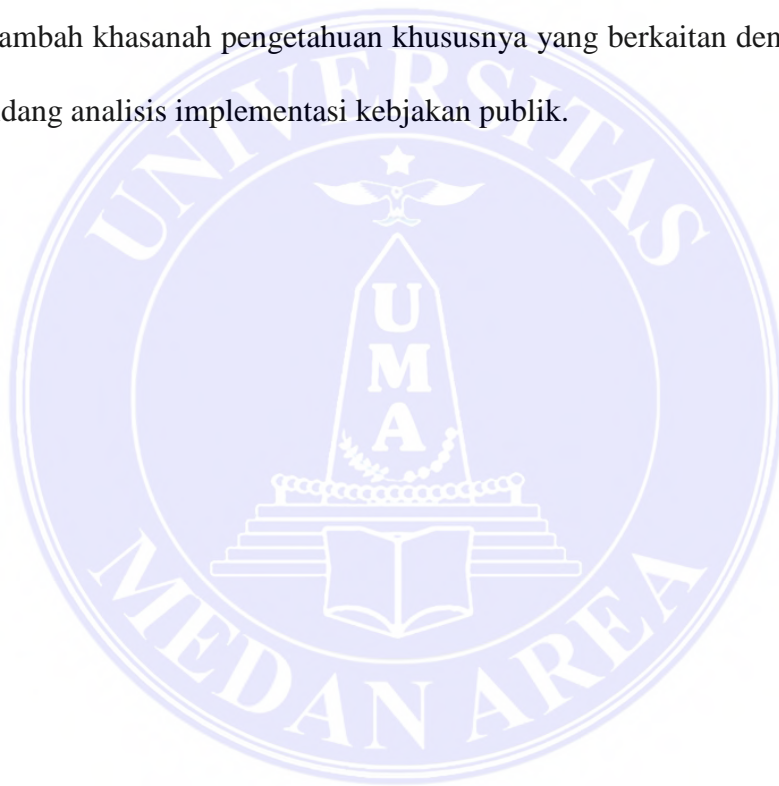 ambah khasanah pengetahuan khususnya yang berkaitan den
dang analisis implementasi kebjakan publik.
UNIVERSITAS
UMA
MEDAN AREA